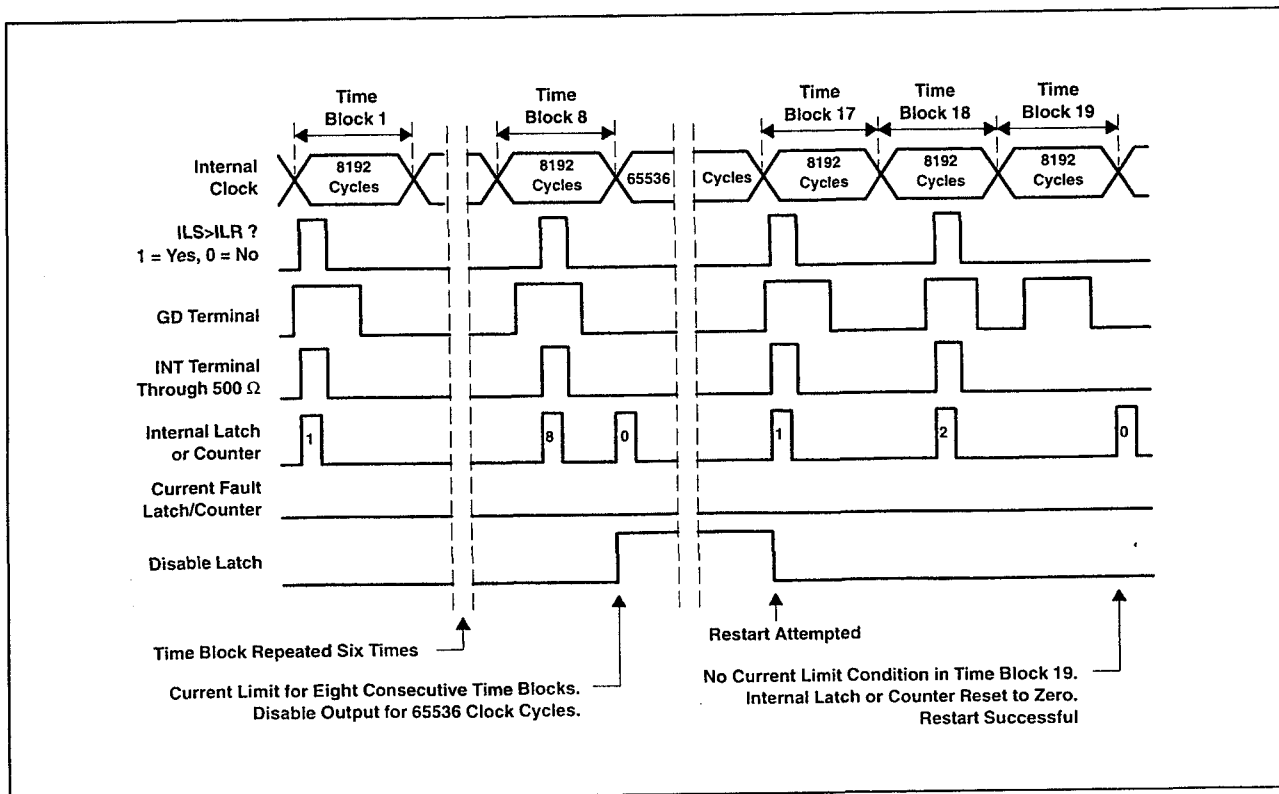 Time
Block 1
Time
Block 8
Time
Block 17
Time
Block 18
Time
Block 19
Internal
Clock
8192
Cycles
8192
Cycles
65536
Cycles
8192
Cycles
8192
Cycles
8192
Cycles
ILS>ILR ?
1 = Yes, 0 = No
GD Terminal
INT Terminal
Through 500 Ω
Internal Latch
or Counter
1
8
0
1
2
0
Current Fault
Latch/Counter
Disable Latch
Time Block Repeated Six Times
Current Limit for Eight Consecutive Time Blocks.
Disable Output for 65536 Clock Cycles.
Restart Attempted
No Current Limit Condition in Time Block 19.
Internal Latch or Counter Reset to Zero.
Restart Successful